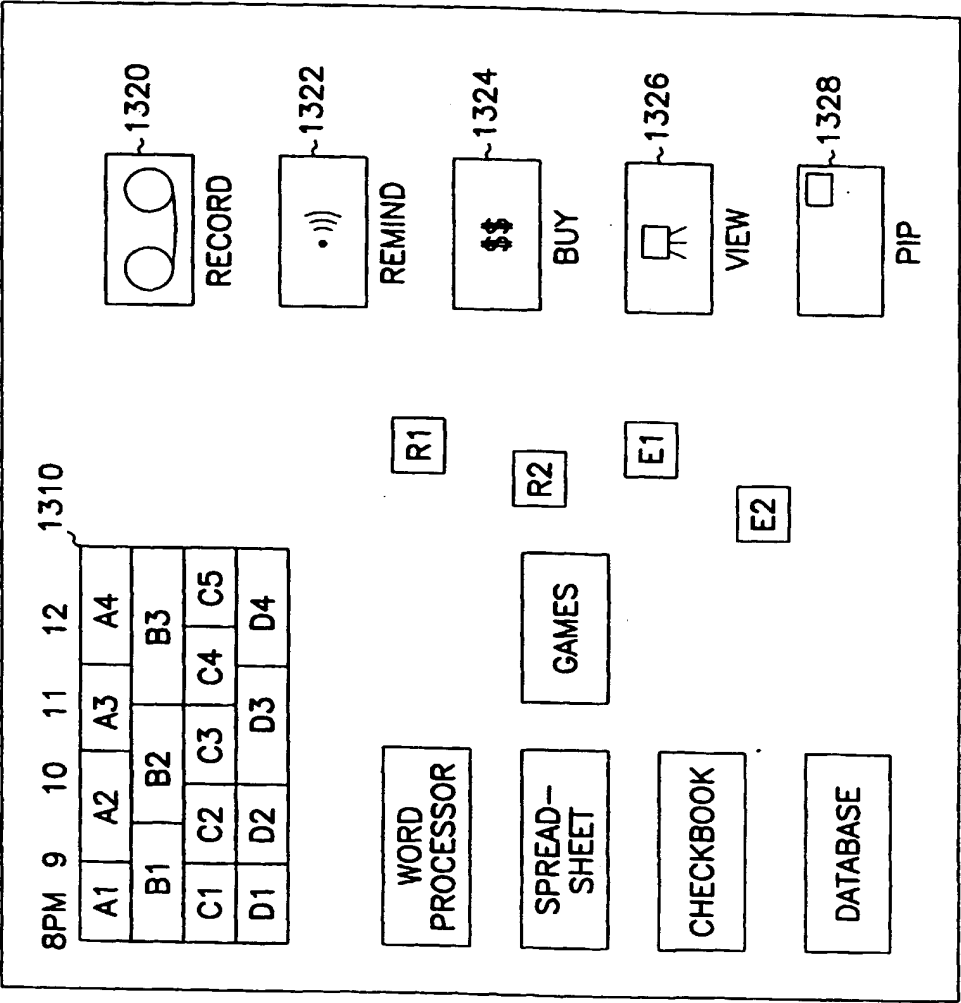 1310
8PM 9 10 11 12
A1 A2 A3 A4
B1 B2 B3
C1 C2 C3 C4 C5
D1 D2 D3 D4
1320
RECORD
1322
REMIND
$$
1324
BUY
1326
VIEW
1328
PIP
R1
R2
E1
E2
WORD
PROCESSOR
SPREAD-
SHEET
GAMES
CHECKBOOK
DATABASE